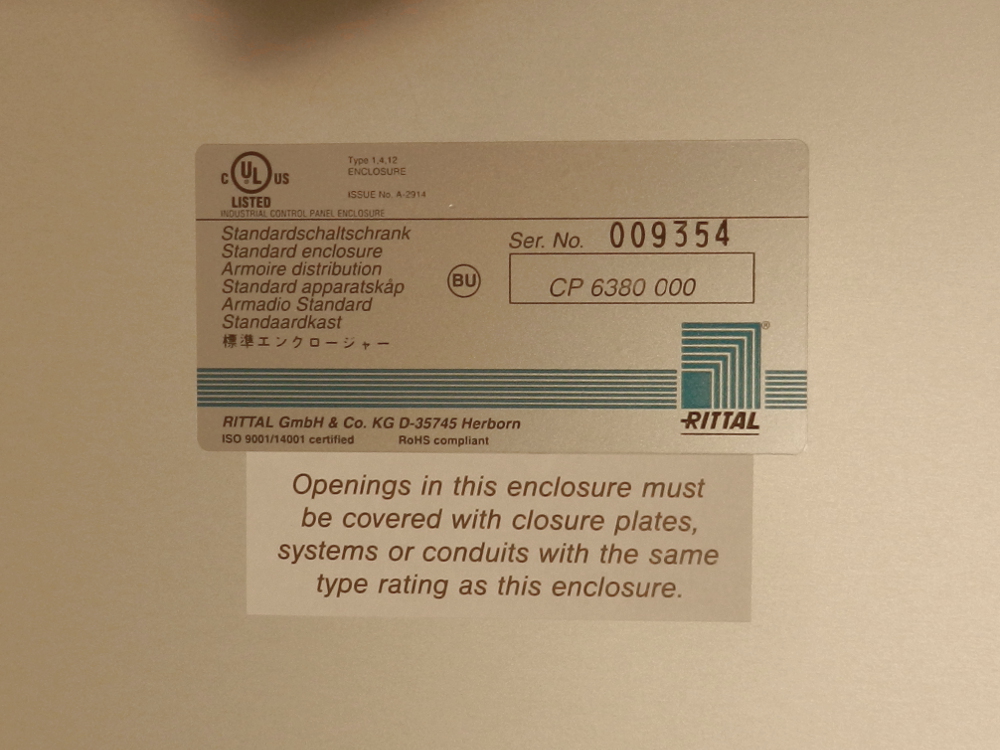 C UL US
LISTED
Type 1,4,12
ENCLOSURE
ISSUE No. A-2914
INDUSTRIAL CONTROL PANEL ENCLOSURE
Standardschaltschrank
Standard enclosure
Armoire distribution
Standard apparatskåp
Armadio Standard
Standaardkast
標準エンクロージャー
BU
Ser. No. 009354
CP 6380 000
®
RITTAL
RITTAL GmbH & Co. KG D-35745 Herborn
ISO 9001/14001 certified RoHS compliant
Openings in this enclosure must
be covered with closure plates,
systems or conduits with the same
type rating as this enclosure.